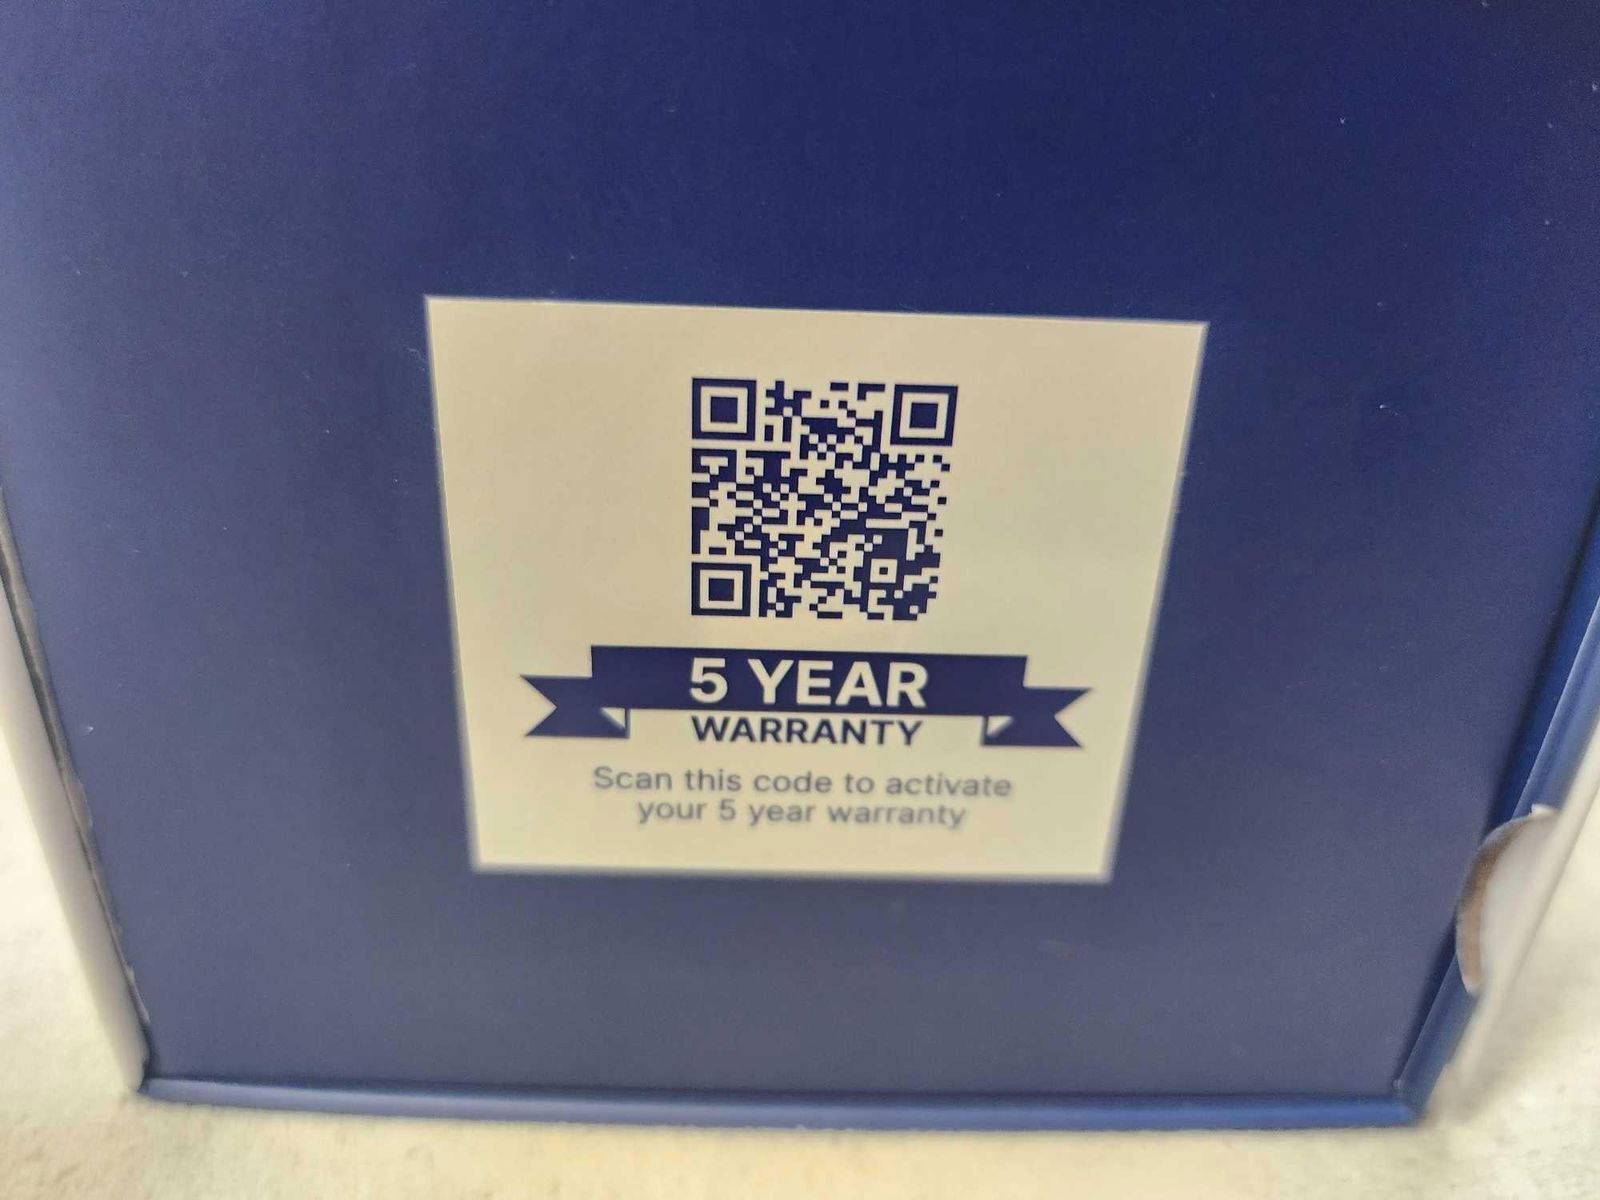 5 YEAR
WARRANTY
Scan this code to activate
your 5 year warranty